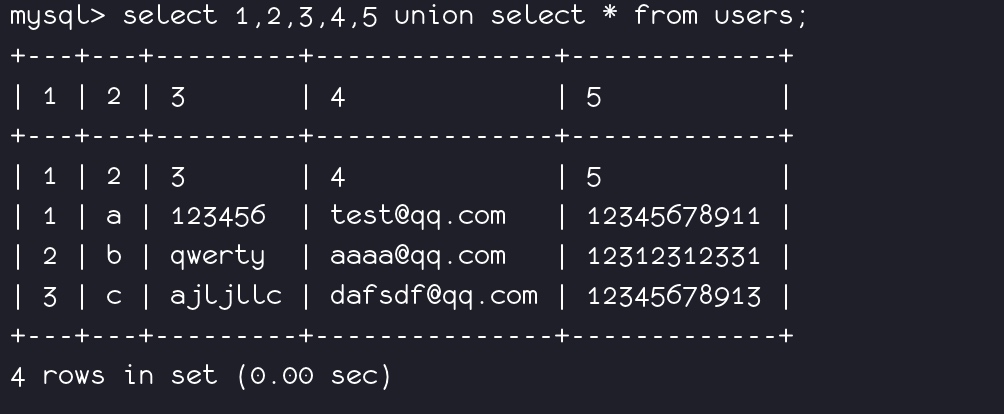 mysql> select 1,2,3,4,5 union select * from users;
+---+---+---------+---------------+-------------+
| 1 | 2 | 3       | 4             | 5           |
+---+---+---------+---------------+-------------+
| 1 | 2 | 3       | 4             | 5           |
| 1 | a | 123456  | test@qq.com   | 12345678911 |
| 2 | b | qwerty  | aaaa@qq.com   | 12312312331 |
| 3 | c | ajljllc | dafsdf@qq.com | 12345678913 |
+---+---+---------+---------------+-------------+
4 rows in set (0.00 sec)